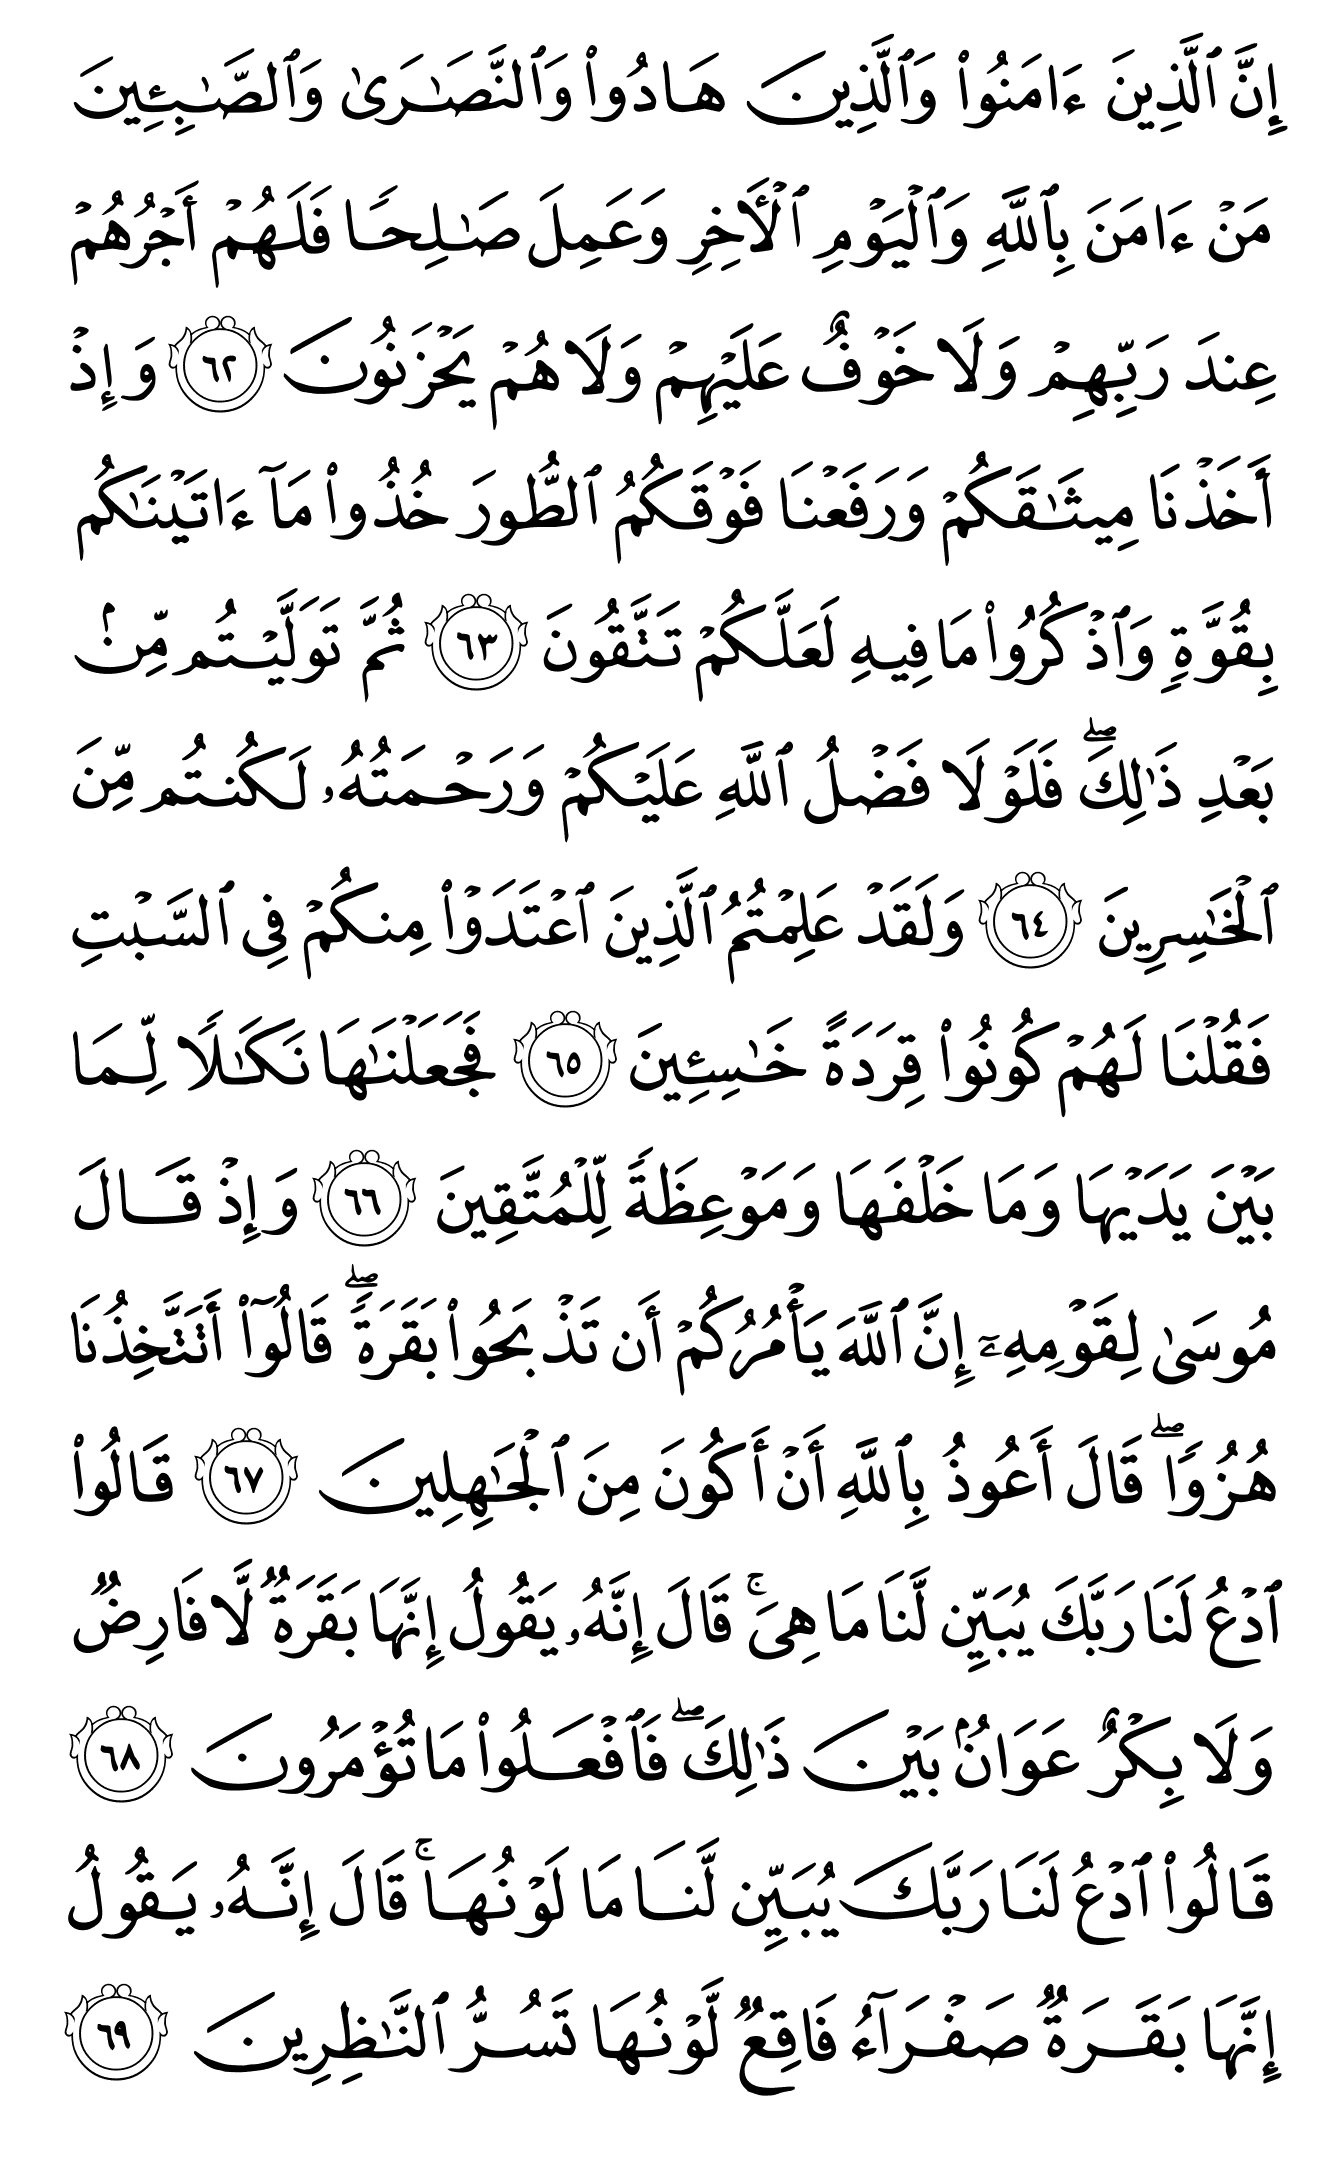 إِنَّ ٱلَّذِينَ ءَامَنُوا۟ وَٱلَّذِينَ هَادُوا۟ وَٱلنَّصَـٰرَىٰ وَٱلصَّـٰبِـِٔينَ
مَنْ ءَامَنَ بِٱللَّهِ وَٱلْيَوْمِ ٱلْـَٔاخِرِ وَعَمِلَ صَـٰلِحًا فَلَهُمْ أَجْرُهُمْ
عِندَ رَبِّهِمْ وَلَا خَوْفٌ عَلَيْهِمْ وَلَا هُمْ يَحْزَنُونَ ٦٢ وَإِذْ
أَخَذْنَا مِيثَـٰقَكُمْ وَرَفَعْنَا فَوْقَكُمُ ٱلطُّورَ خُذُوا۟ مَآ ءَاتَيْنَـٰكُم
بِقُوَّةٍ وَٱذْكُرُوا۟ مَا فِيهِ لَعَلَّكُمْ تَتَّقُونَ ٦٣ ثُمَّ تَوَلَّيْتُم مِّنۢ
بَعْدِ ذَٰلِكَ ۖ فَلَوْلَا فَضْلُ ٱللَّهِ عَلَيْكُمْ وَرَحْمَتُهُۥ لَكُنتُم مِّنَ
ٱلْخَـٰسِرِينَ ٦٤ وَلَقَدْ عَلِمْتُمُ ٱلَّذِينَ ٱعْتَدَوْا۟ مِنكُمْ فِى ٱلسَّبْتِ
فَقُلْنَا لَهُمْ كُونُوا۟ قِرَدَةً خَـٰسِـِٔينَ ٦٥ فَجَعَلْنَـٰهَا نَكَـٰلًا لِّمَا
بَيْنَ يَدَيْهَا وَمَا خَلْفَهَا وَمَوْعِظَةً لِّلْمُتَّقِينَ ٦٦ وَإِذْ قَالَ
مُوسَىٰ لِقَوْمِهِۦٓ إِنَّ ٱللَّهَ يَأْمُرُكُمْ أَن تَذْبَحُوا۟ بَقَرَةً ۖ قَالُوٓا۟ أَتَتَّخِذُنَا
هُزُوًا ۖ قَالَ أَعُوذُ بِٱللَّهِ أَنْ أَكُونَ مِنَ ٱلْجَـٰهِلِينَ ٦٧ قَالُوا۟
ٱدْعُ لَنَا رَبَّكَ يُبَيِّن لَّنَا مَا هِىَ ۚ قَالَ إِنَّهُۥ يَقُولُ إِنَّهَا بَقَرَةٌ لَّا فَارِضٌ
وَلَا بِكْرٌ عَوَانٌۢ بَيْنَ ذَٰلِكَ ۖ فَٱفْعَلُوا۟ مَا تُؤْمَرُونَ ٦٨
قَالُوا۟ ٱدْعُ لَنَا رَبَّكَ يُبَيِّن لَّنَا مَا لَوْنُهَا ۚ قَالَ إِنَّهُۥ يَقُولُ
إِنَّهَا بَقَرَةٌ صَفْرَآءُ فَاقِعٌ لَّوْنُهَا تَسُرُّ ٱلنَّـٰظِرِينَ ٦٩